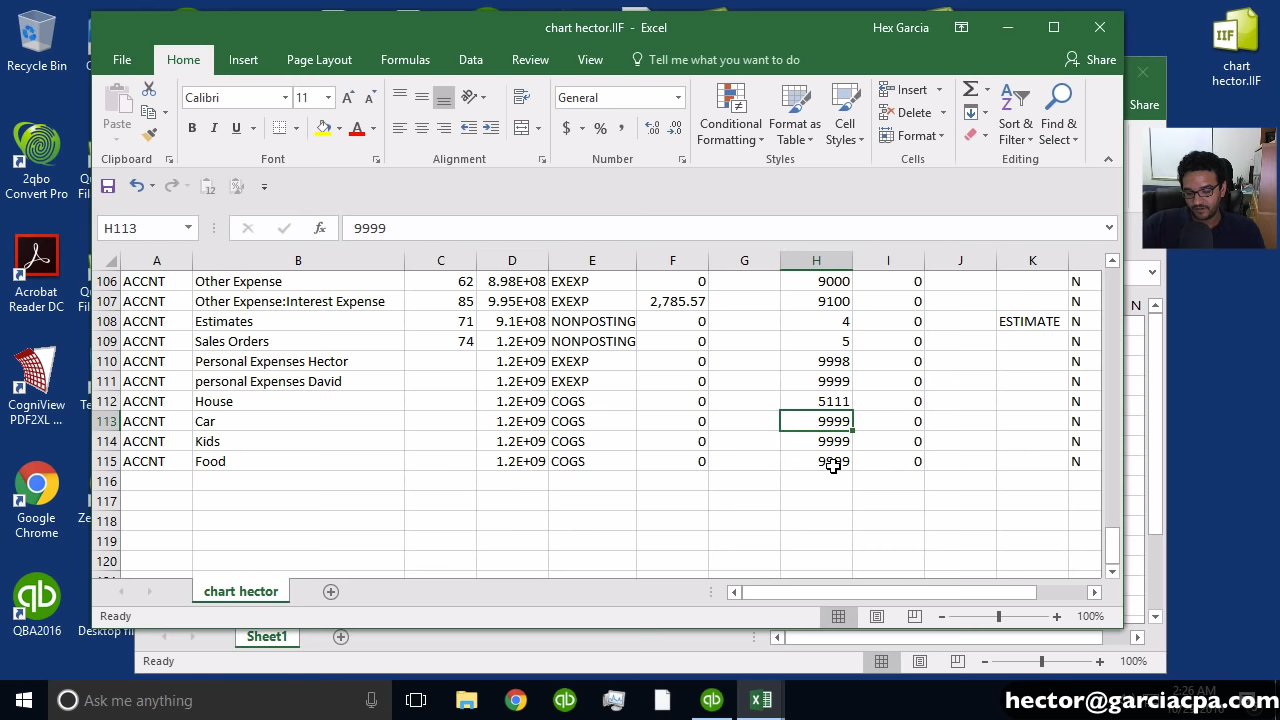 chart hector.IIF - Excel
Hex Garcia
File Home Insert Page Layout Formulas Data Review View Tell me what you want to do Share
Calibri 11
General
Paste
B I U
$ % ,
Conditional Formatting
Format as Table
Cell Styles
Insert
Delete
Format
Sort & Filter
Find & Select
Clipboard Font Alignment Number Styles Cells Editing
H113 fx 9999
A B C D E F G H I J K
106 ACCNT Other Expense 62 8.98E+08 EXEXP 0 9000 0 N
107 ACCNT Other Expense:Interest Expense 85 9.95E+08 EXEXP 2,785.57 9100 0 N
108 ACCNT Estimates 71 9.1E+08 NONPOSTING 0 4 0 ESTIMATE N
109 ACCNT Sales Orders 74 1.2E+09 NONPOSTING 0 5 0 N
110 ACCNT Personal Expenses Hector 1.2E+09 EXEXP 0 9998 0 N
111 ACCNT personal Expenses David 1.2E+09 EXEXP 0 9999 0 N
112 ACCNT House 1.2E+09 COGS 0 5111 0 N
113 ACCNT Car 1.2E+09 COGS 0 9999 0 N
114 ACCNT Kids 1.2E+09 COGS 0 9999 0 N
115 ACCNT Food 1.2E+09 COGS 0 9999 0 N
116
117
118
119
120
chart hector
Ready 100%
Sheet1
Ready 100%
Share
N
Recycle Bin
2qbo Convert Pro
Acrobat Reader DC
CogniView PDF2XL ...
Google Chrome
QBA2016
Desktop fil
IIF
chart hector.IIF
Ask me anything
2:26 AM
hector@garciacpa.com